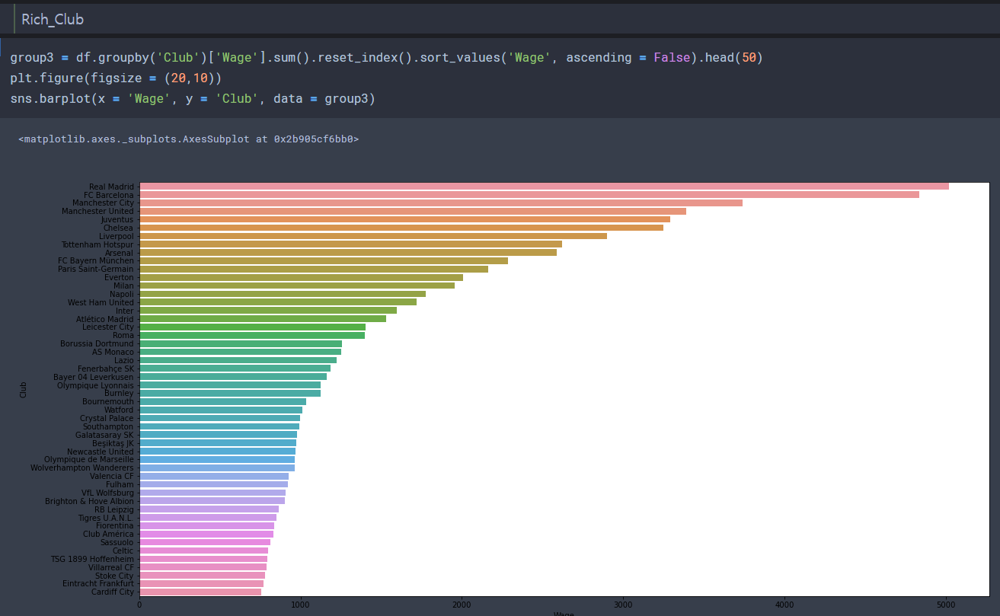 Rich_Club
group3 = df.groupby('Club')['Wage'].sum().reset_index().sort_values('Wage', ascending = False).head(50)
plt.figure(figsize = (20,10))
sns.barplot(x = 'Wage', y = 'Club', data = group3)
<matplotlib.axes._subplots.AxesSubplot at 0x2b905cf6bb0>
Real Madrid
FC Barcelona
Manchester City
Manchester United
Juventus
Chelsea
Liverpool
Tottenham Hotspur
Arsenal
FC Bayern München
Paris Saint-Germain
Everton
Milan
Napoli
West Ham United
Inter
Atlético Madrid
Leicester City
Roma
Borussia Dortmund
AS Monaco
Lazio
Fenerbahçe SK
Bayer 04 Leverkusen
Olympique Lyonnais
Burnley
Bournemouth
Watford
Crystal Palace
Southampton
Galatasaray SK
Beşiktaş JK
Newcastle United
Olympique de Marseille
Wolverhampton Wanderers
Valencia CF
Fulham
VfL Wolfsburg
Brighton & Hove Albion
RB Leipzig
Tigres U.A.N.L.
Fiorentina
Club América
Sassuolo
Celtic
TSG 1899 Hoffenheim
Villarreal CF
Stoke City
Eintracht Frankfurt
Cardiff City
Club
0 1000 2000 3000 4000 5000
Wage